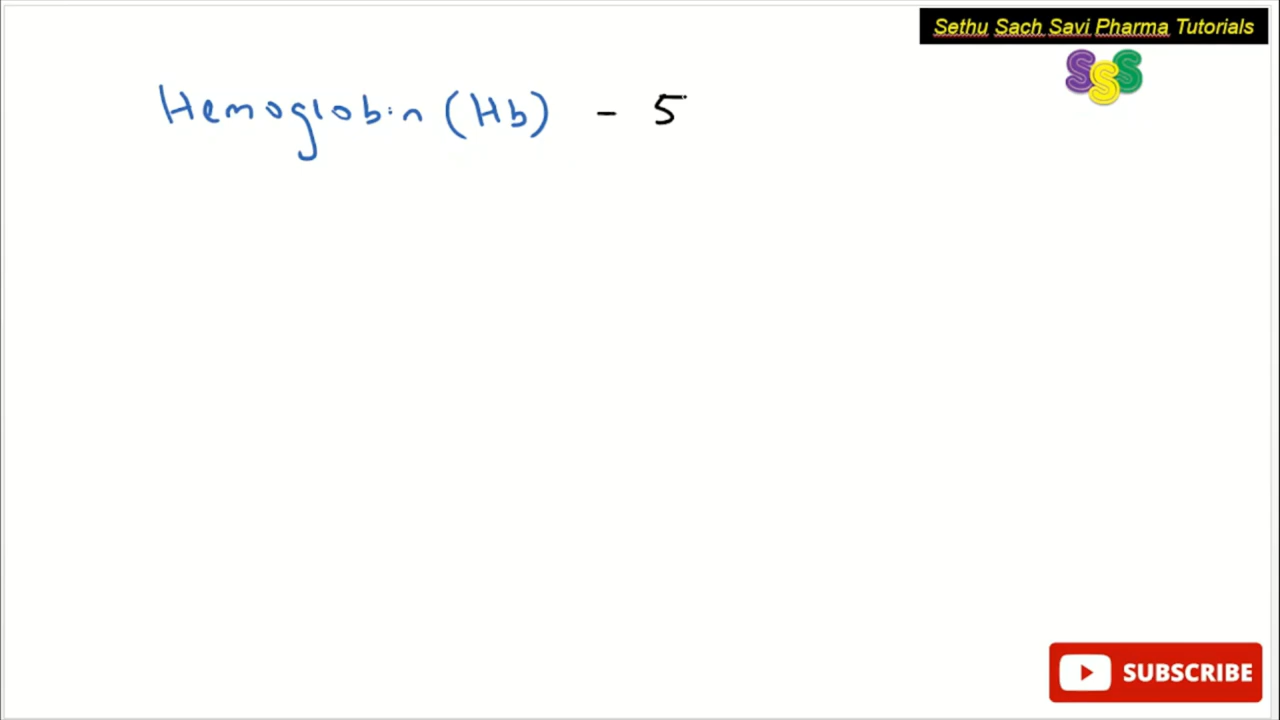 Sethu Sach Savi Pharma Tutorials
SSS
Hemoglobin (Hb) - 5
SUBSCRIBE